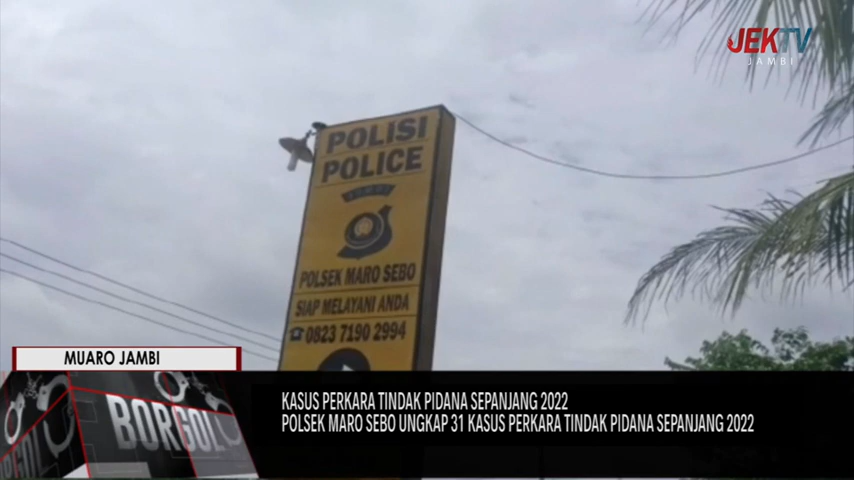 JEKTV
JAMBI
POLISI
POLICE
POLSEK MARO SEBO
SIAP MELAYANI ANDA
☎0823 7190 2994
MUARO JAMBI
BORGOL
BORGOL
KASUS PERKARA TINDAK PIDANA SEPANJANG 2022
POLSEK MARO SEBO UNGKAP 31 KASUS PERKARA TINDAK PIDANA SEPANJANG 2022